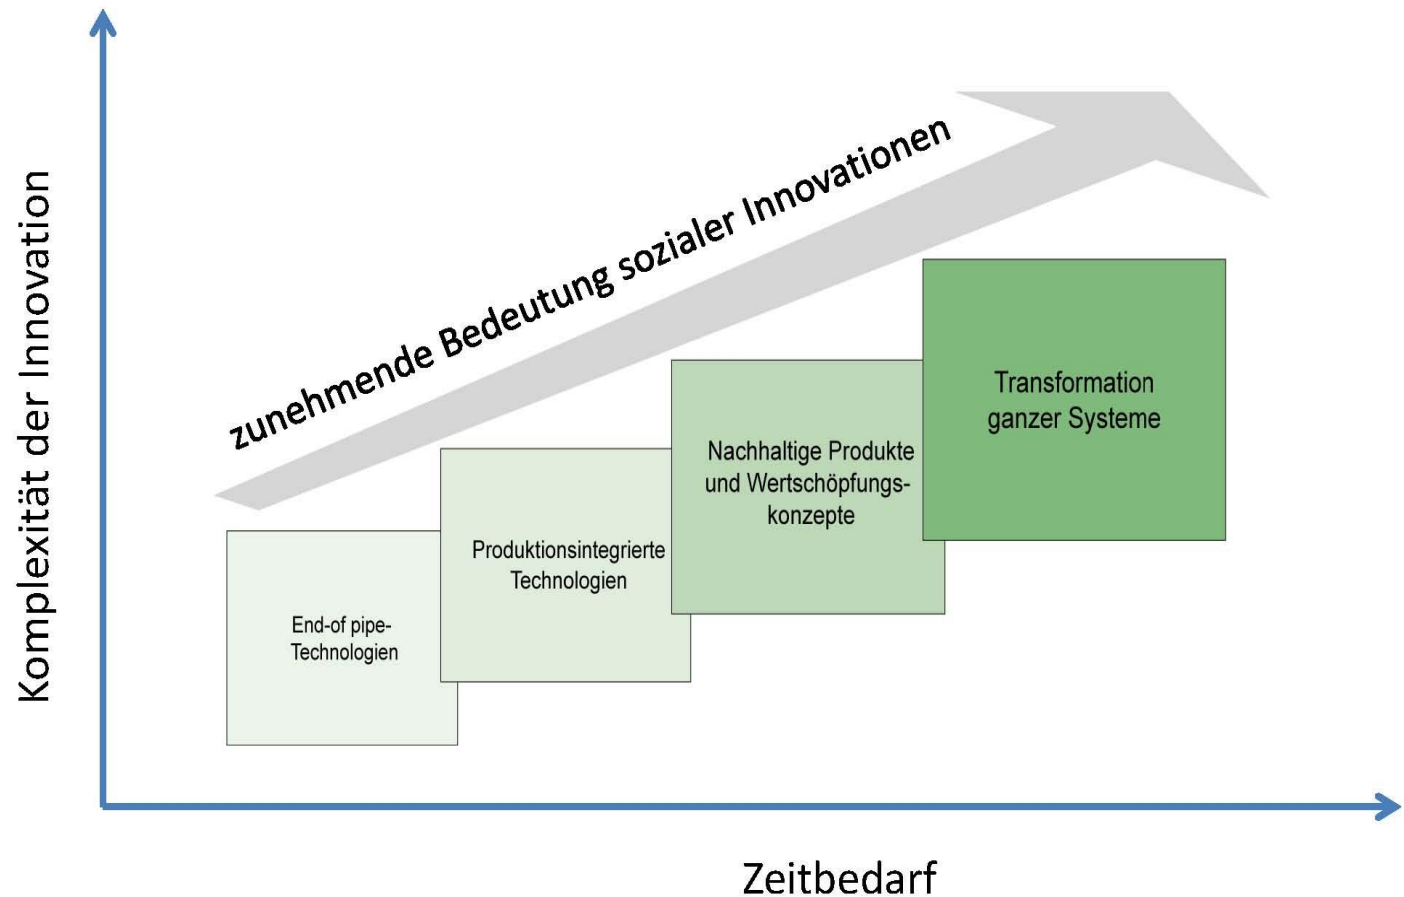 Komplexität der Innovation
zunehmende Bedeutung sozialer Innovationen
End-of pipe-
Technologien
Produktionsintegrierte
Technologien
Nachhaltige Produkte
und Wertschöpfungs-
konzepte
Transformation
ganzer Systeme
Zeitbedarf